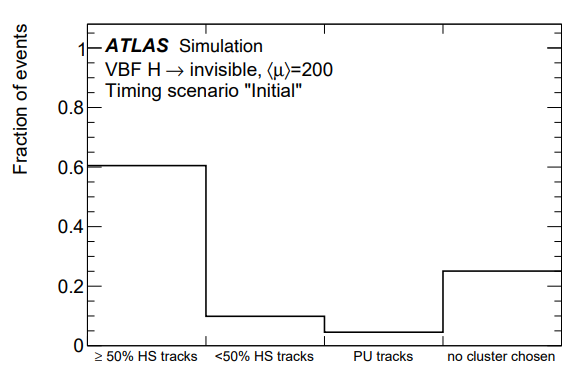 Fraction of events
1
0.8
0.6
0.4
0.2
0
ATLAS Simulation
VBF H → invisible, ⟨μ⟩=200
Timing scenario "Initial"
≥ 50% HS tracks
<50% HS tracks
PU tracks
no cluster chosen